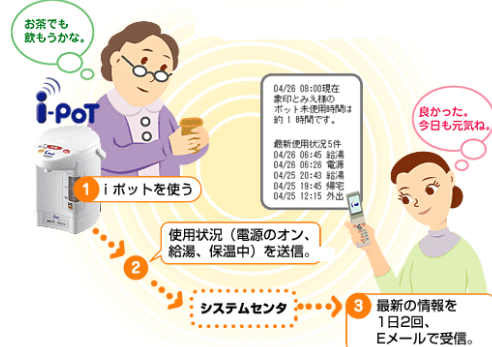 お茶でも
飲もうかな。
i-PoT
04/26 08:00現在
象印とみえ様の
ポット未使用時間は
約1時間です。
最新使用状況5件
04/26 06:45 給湯
04/26 06:26 電源
04/25 20:43 給湯
04/25 19:45 帰宅
04/25 12:15 外出
良かった。
今日も元気ね。
1 iポットを使う
使用状況（電源のオン、
給湯、保温中）を送信。
2
システムセンタ
3 最新の情報を
1日2回、
Eメールで受信。